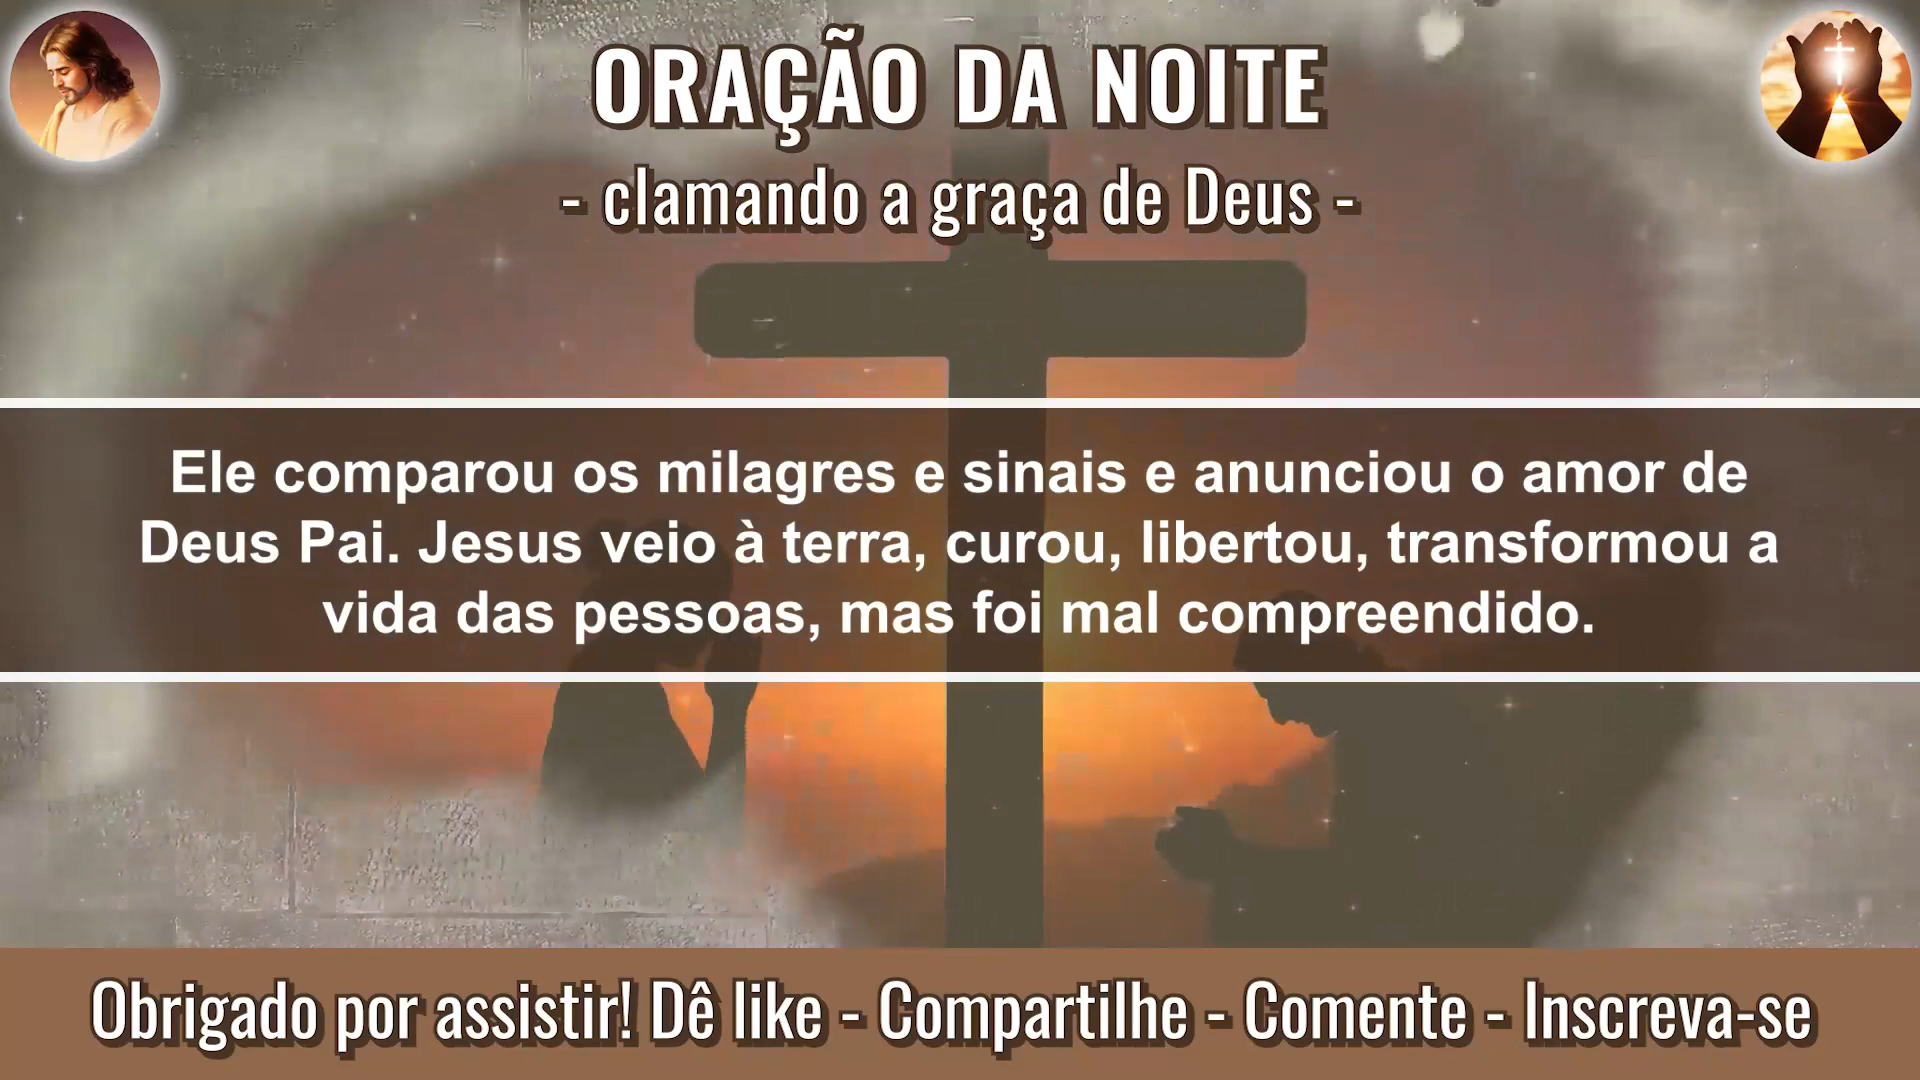 ORAÇÃO DA NOITE
- clamando a graça de Deus -
Ele comparou os milagres e sinais e anunciou o amor de
Deus Pai. Jesus veio à terra, curou, libertou, transformou a
vida das pessoas, mas foi mal compreendido.
Obrigado por assistir! Dê like - Compartilhe - Comente - Inscreva-se